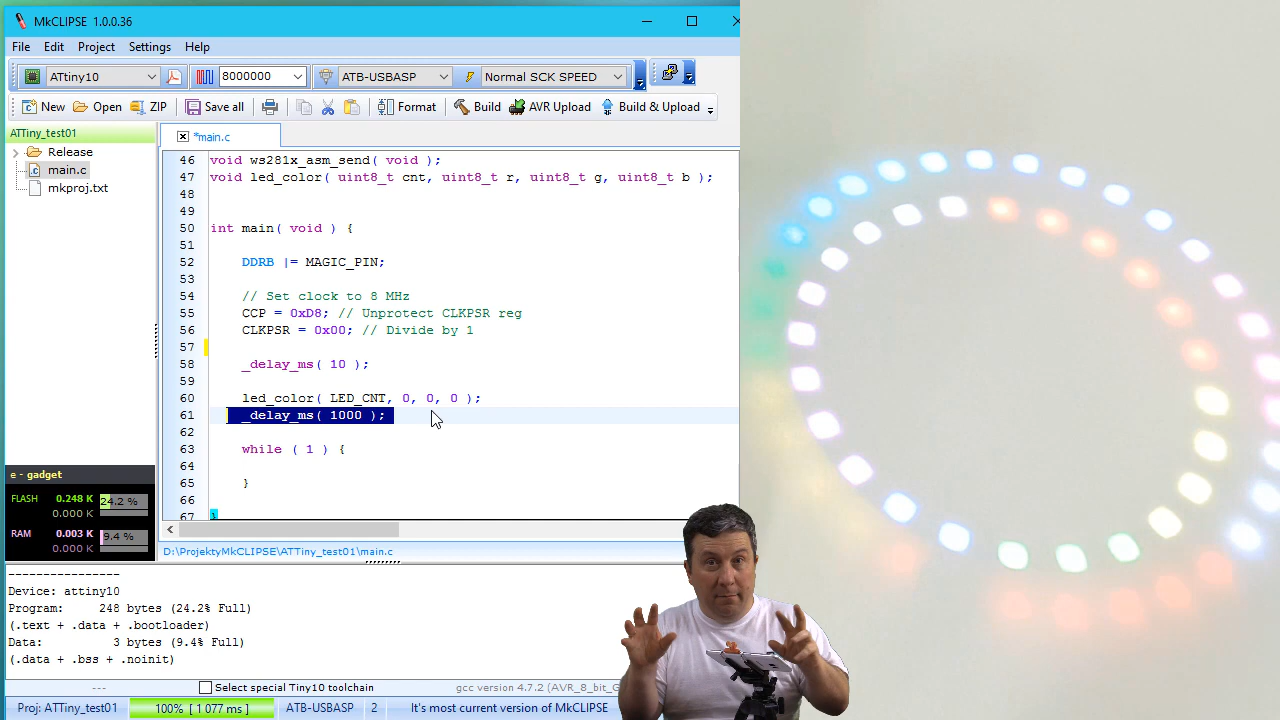 MkCLIPSE 1.0.0.36
File Edit Project Settings Help
ATtiny10 8000000 ATB-USBASP Normal SCK SPEED
New Open ZIP Save all Format Build AVR Upload Build & Upload
ATTiny_test01
Release
main.c
mkproj.txt
*main.c
46 void ws281x_asm_send( void );
47 void led_color( uint8_t cnt, uint8_t r, uint8_t g, uint8_t b );
48
49
50 int main( void ) {
51
52 DDRB |= MAGIC_PIN;
53
54 // Set clock to 8 MHz
55 CCP = 0xD8; // Unprotect CLKPSR reg
56 CLKPSR = 0x00; // Divide by 1
57
58 _delay_ms( 10 );
59
60 led_color( LED_CNT, 0, 0, 0 );
61 _delay_ms( 1000 );
62
63 while ( 1 ) {
64
65 }
66
67 }
e - gadget
FLASH 0.248 K 24.2 %
0.000 K
RAM 0.003 K 9.4 %
0.000 K
D:\ProjektyMkCLIPSE\ATTiny_test01\main.c
----------------
Device: attiny10
Program: 248 bytes (24.2% Full)
(.text + .data + .bootloader)
Data: 3 bytes (9.4% Full)
(.data + .bss + .noinit)
--- Select special Tiny10 toolchain gcc version 4.7.2 (AVR_8_bit_G
Proj: ATTiny_test01 100% [ 1 077 ms ] ATB-USBASP 2 It's most current version of MkCLIPSE